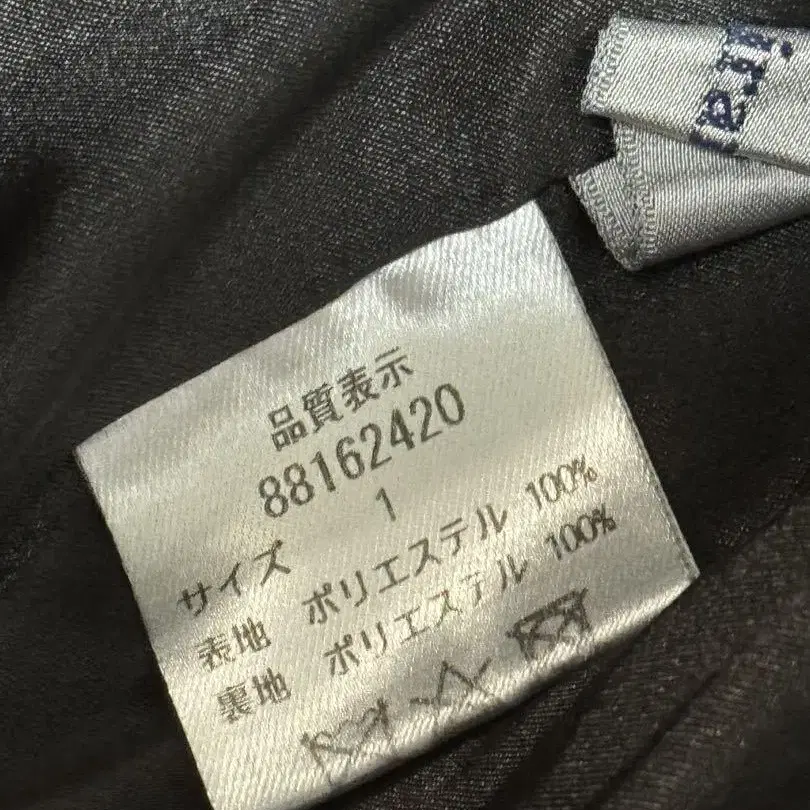 品質表示
88162420
サイズ 1
表地 ポリエステル 100%
裏地 ポリエステル 100%